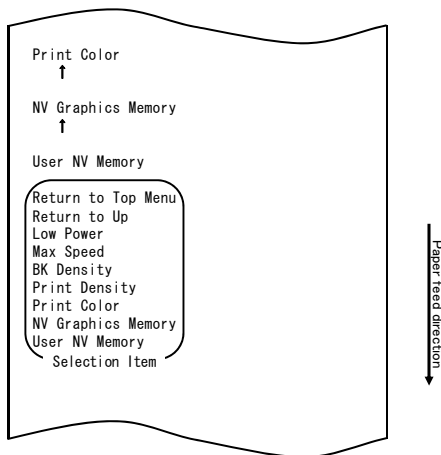 Print Color
↑
NV Graphics Memory
↑
User NV Memory
Return to Top Menu
Return to Up
Low Power
Max Speed
BK Density
Print Density
Print Color
NV Graphics Memory
User NV Memory
Selection Item
Paper feed direction